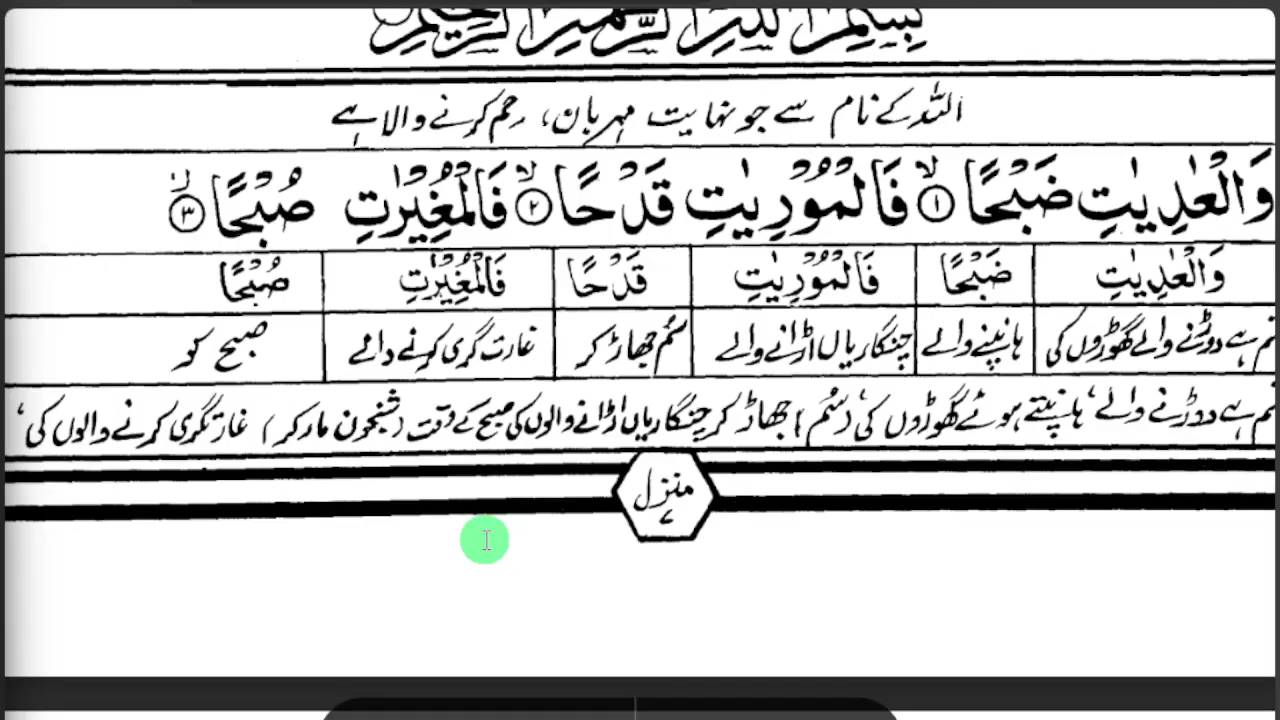 بِسْمِ اللّٰهِ الرَّحْمٰنِ الرَّحِيْمِ
اللہ کے نام سے جو نہایت مہربان، رحم کرنے والا ہے
وَالْعٰدِيٰتِ ضَبْحًا ۙ﴿۱﴾ فَالْمُوْرِيٰتِ قَدْحًا ۙ﴿۲﴾ فَالْمُغِيْرٰتِ صُبْحًا ۙ﴿۳﴾
وَالْعٰدِيٰتِ ضَبْحًا فَالْمُوْرِيٰتِ قَدْحًا فَالْمُغِيْرٰتِ صُبْحًا
قسم ہے دوڑنے والے گھوڑوں کی ہانپنے والے چنگاریاں اڑانے والے سُم جھاڑ کر غارت گری کرنے والے صبح کو
قسم ہے دوڑنے والے، ہانپتے ہوئے گھوڑوں کی، (سُم) جھاڑ کر چنگاریاں اڑانے والوں کی صبح کے وقت (شبخون مار کر) غارتگری کرنے والوں کی،
منزل
۷